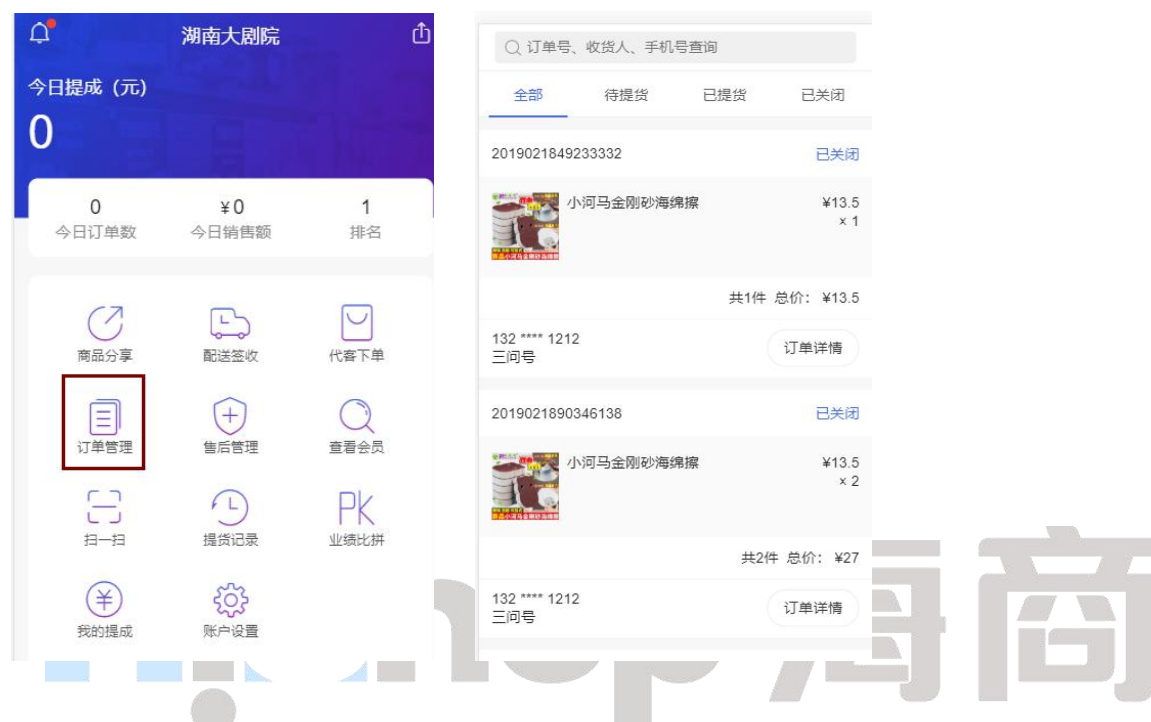 湖南大剧院
今日提成（元）
0
0 ¥0 1
今日订单数 今日销售额 排名
商品分享 配送签收 代客下单
订单管理 售后管理 查看会员
扫一扫 提货记录 业绩比拼
PK
我的提成 账户设置
订单号、收货人、手机号查询
全部 待提货 已提货 已关闭
2019021849233332 已关闭
小河马金刚砂海绵擦 ¥13.5
× 1
共1件 总价： ¥13.5
132 **** 1212
三问号
订单详情
2019021890346138 已关闭
小河马金刚砂海绵擦 ¥13.5
× 2
共2件 总价： ¥27
132 **** 1212
三问号
订单详情
海商